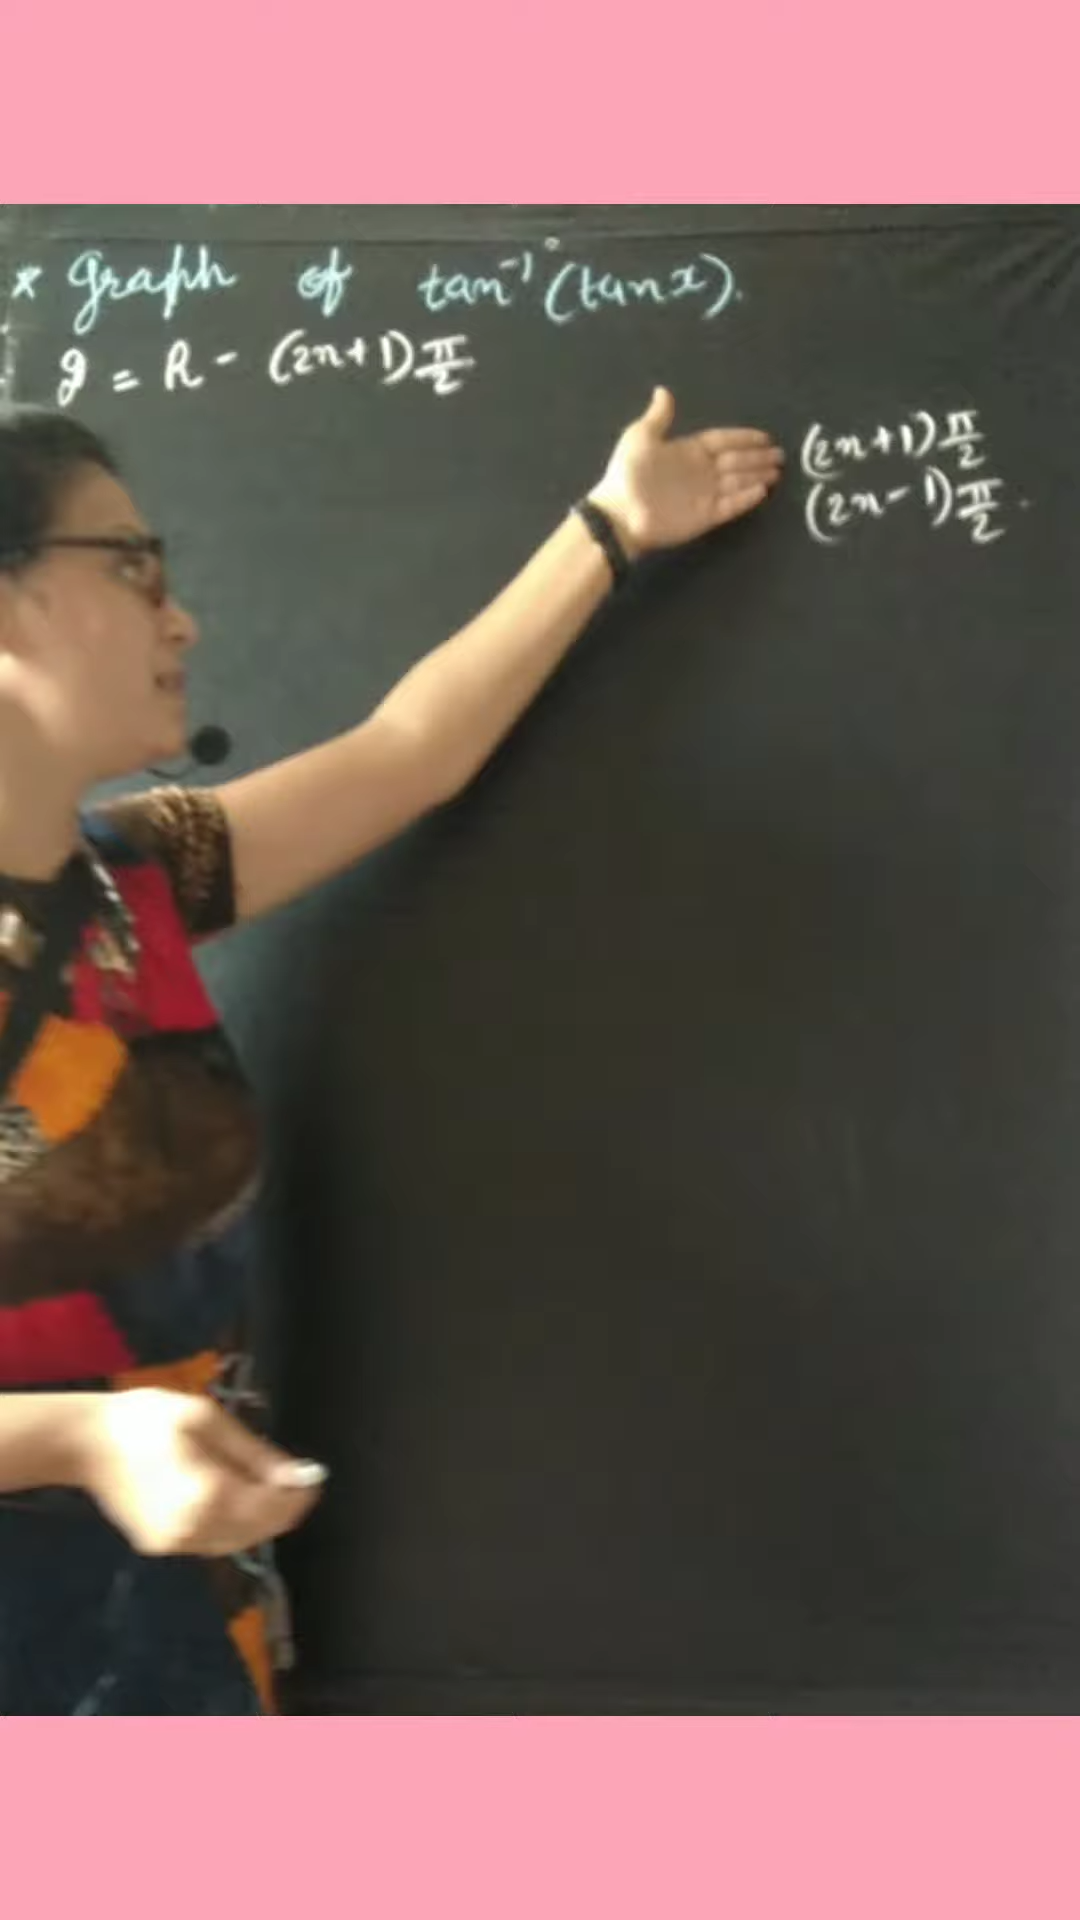 * Graph of tan⁻¹(tanx).
D = R - (2n+1)π/2
(2n+1)π/2
(2n-1)π/2.